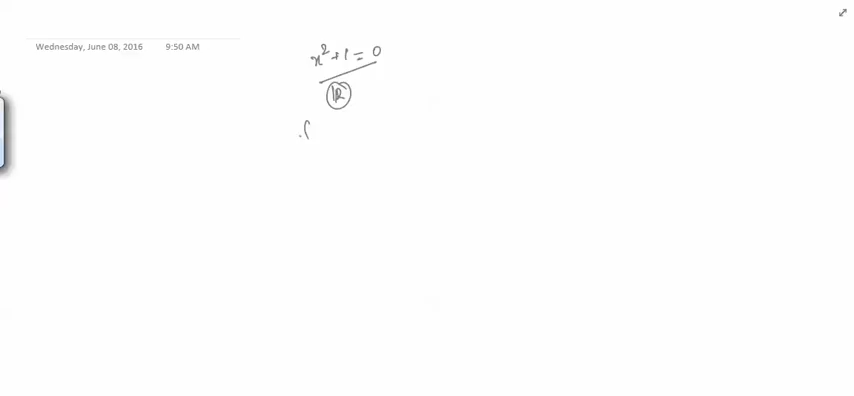 Wednesday, June 08, 2016 9:50 AM
x² + 1 = 0
ℝ